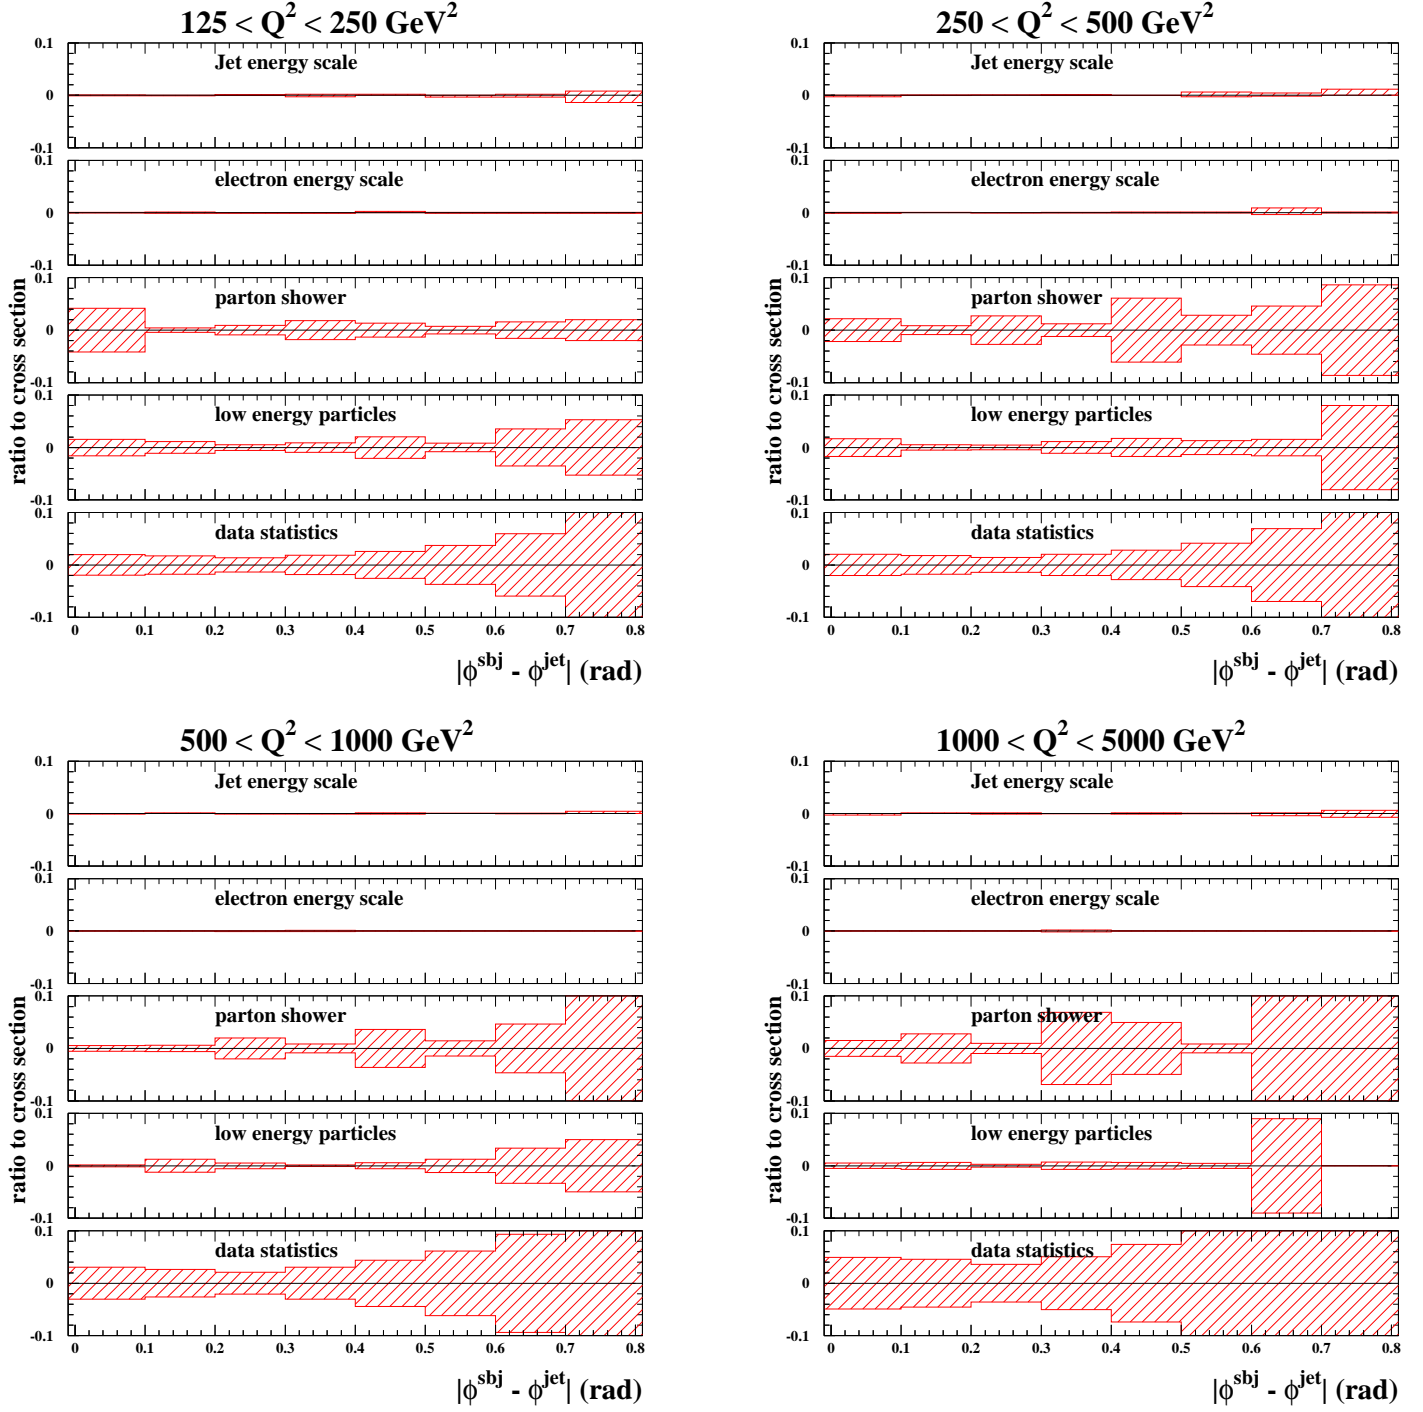 125 < Q² < 250 GeV²
0.1
Jet energy scale
0
-0.1
0.1
electron energy scale
0
-0.1
0.1
parton shower
0
-0.1
0.1
low energy particles
0
-0.1
0.1
data statistics
0
-0.1
0 0.1 0.2 0.3 0.4 0.5 0.6 0.7 0.8
ratio to cross section
|ϕ^sbj - ϕ^jet| (rad)
250 < Q² < 500 GeV²
0.1
Jet energy scale
0
-0.1
0.1
electron energy scale
0
-0.1
0.1
parton shower
0
-0.1
0.1
low energy particles
0
-0.1
0.1
data statistics
0
-0.1
0 0.1 0.2 0.3 0.4 0.5 0.6 0.7 0.8
ratio to cross section
|ϕ^sbj - ϕ^jet| (rad)
500 < Q² < 1000 GeV²
0.1
Jet energy scale
0
-0.1
0.1
electron energy scale
0
-0.1
0.1
parton shower
0
-0.1
0.1
low energy particles
0
-0.1
0.1
data statistics
0
-0.1
0 0.1 0.2 0.3 0.4 0.5 0.6 0.7 0.8
ratio to cross section
|ϕ^sbj - ϕ^jet| (rad)
1000 < Q² < 5000 GeV²
0.1
Jet energy scale
0
-0.1
0.1
electron energy scale
0
-0.1
0.1
parton shower
0
-0.1
0.1
low energy particles
0
-0.1
0.1
data statistics
0
-0.1
0 0.1 0.2 0.3 0.4 0.5 0.6 0.7 0.8
ratio to cross section
|ϕ^sbj - ϕ^jet| (rad)